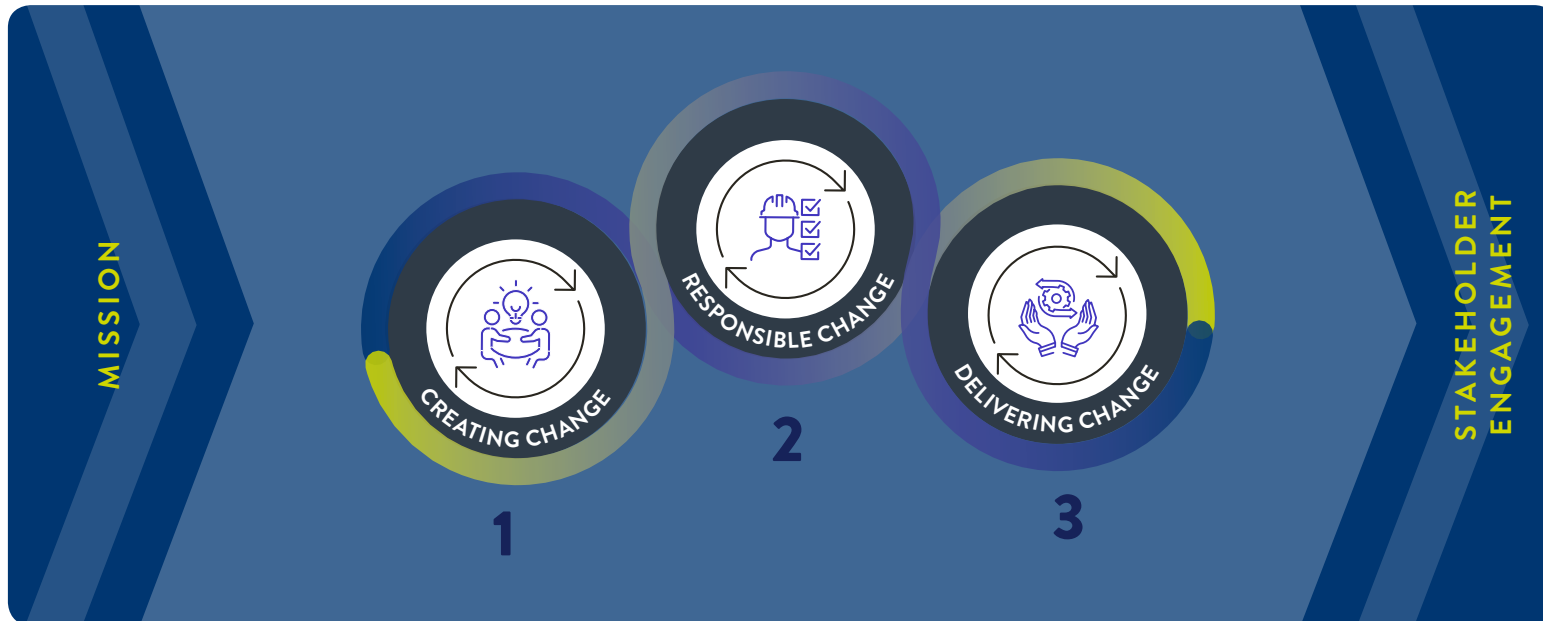 MISSION
CREATING CHANGE
1
RESPONSIBLE CHANGE
2
DELIVERING CHANGE
3
STAKEHOLDER
ENGAGEMENT